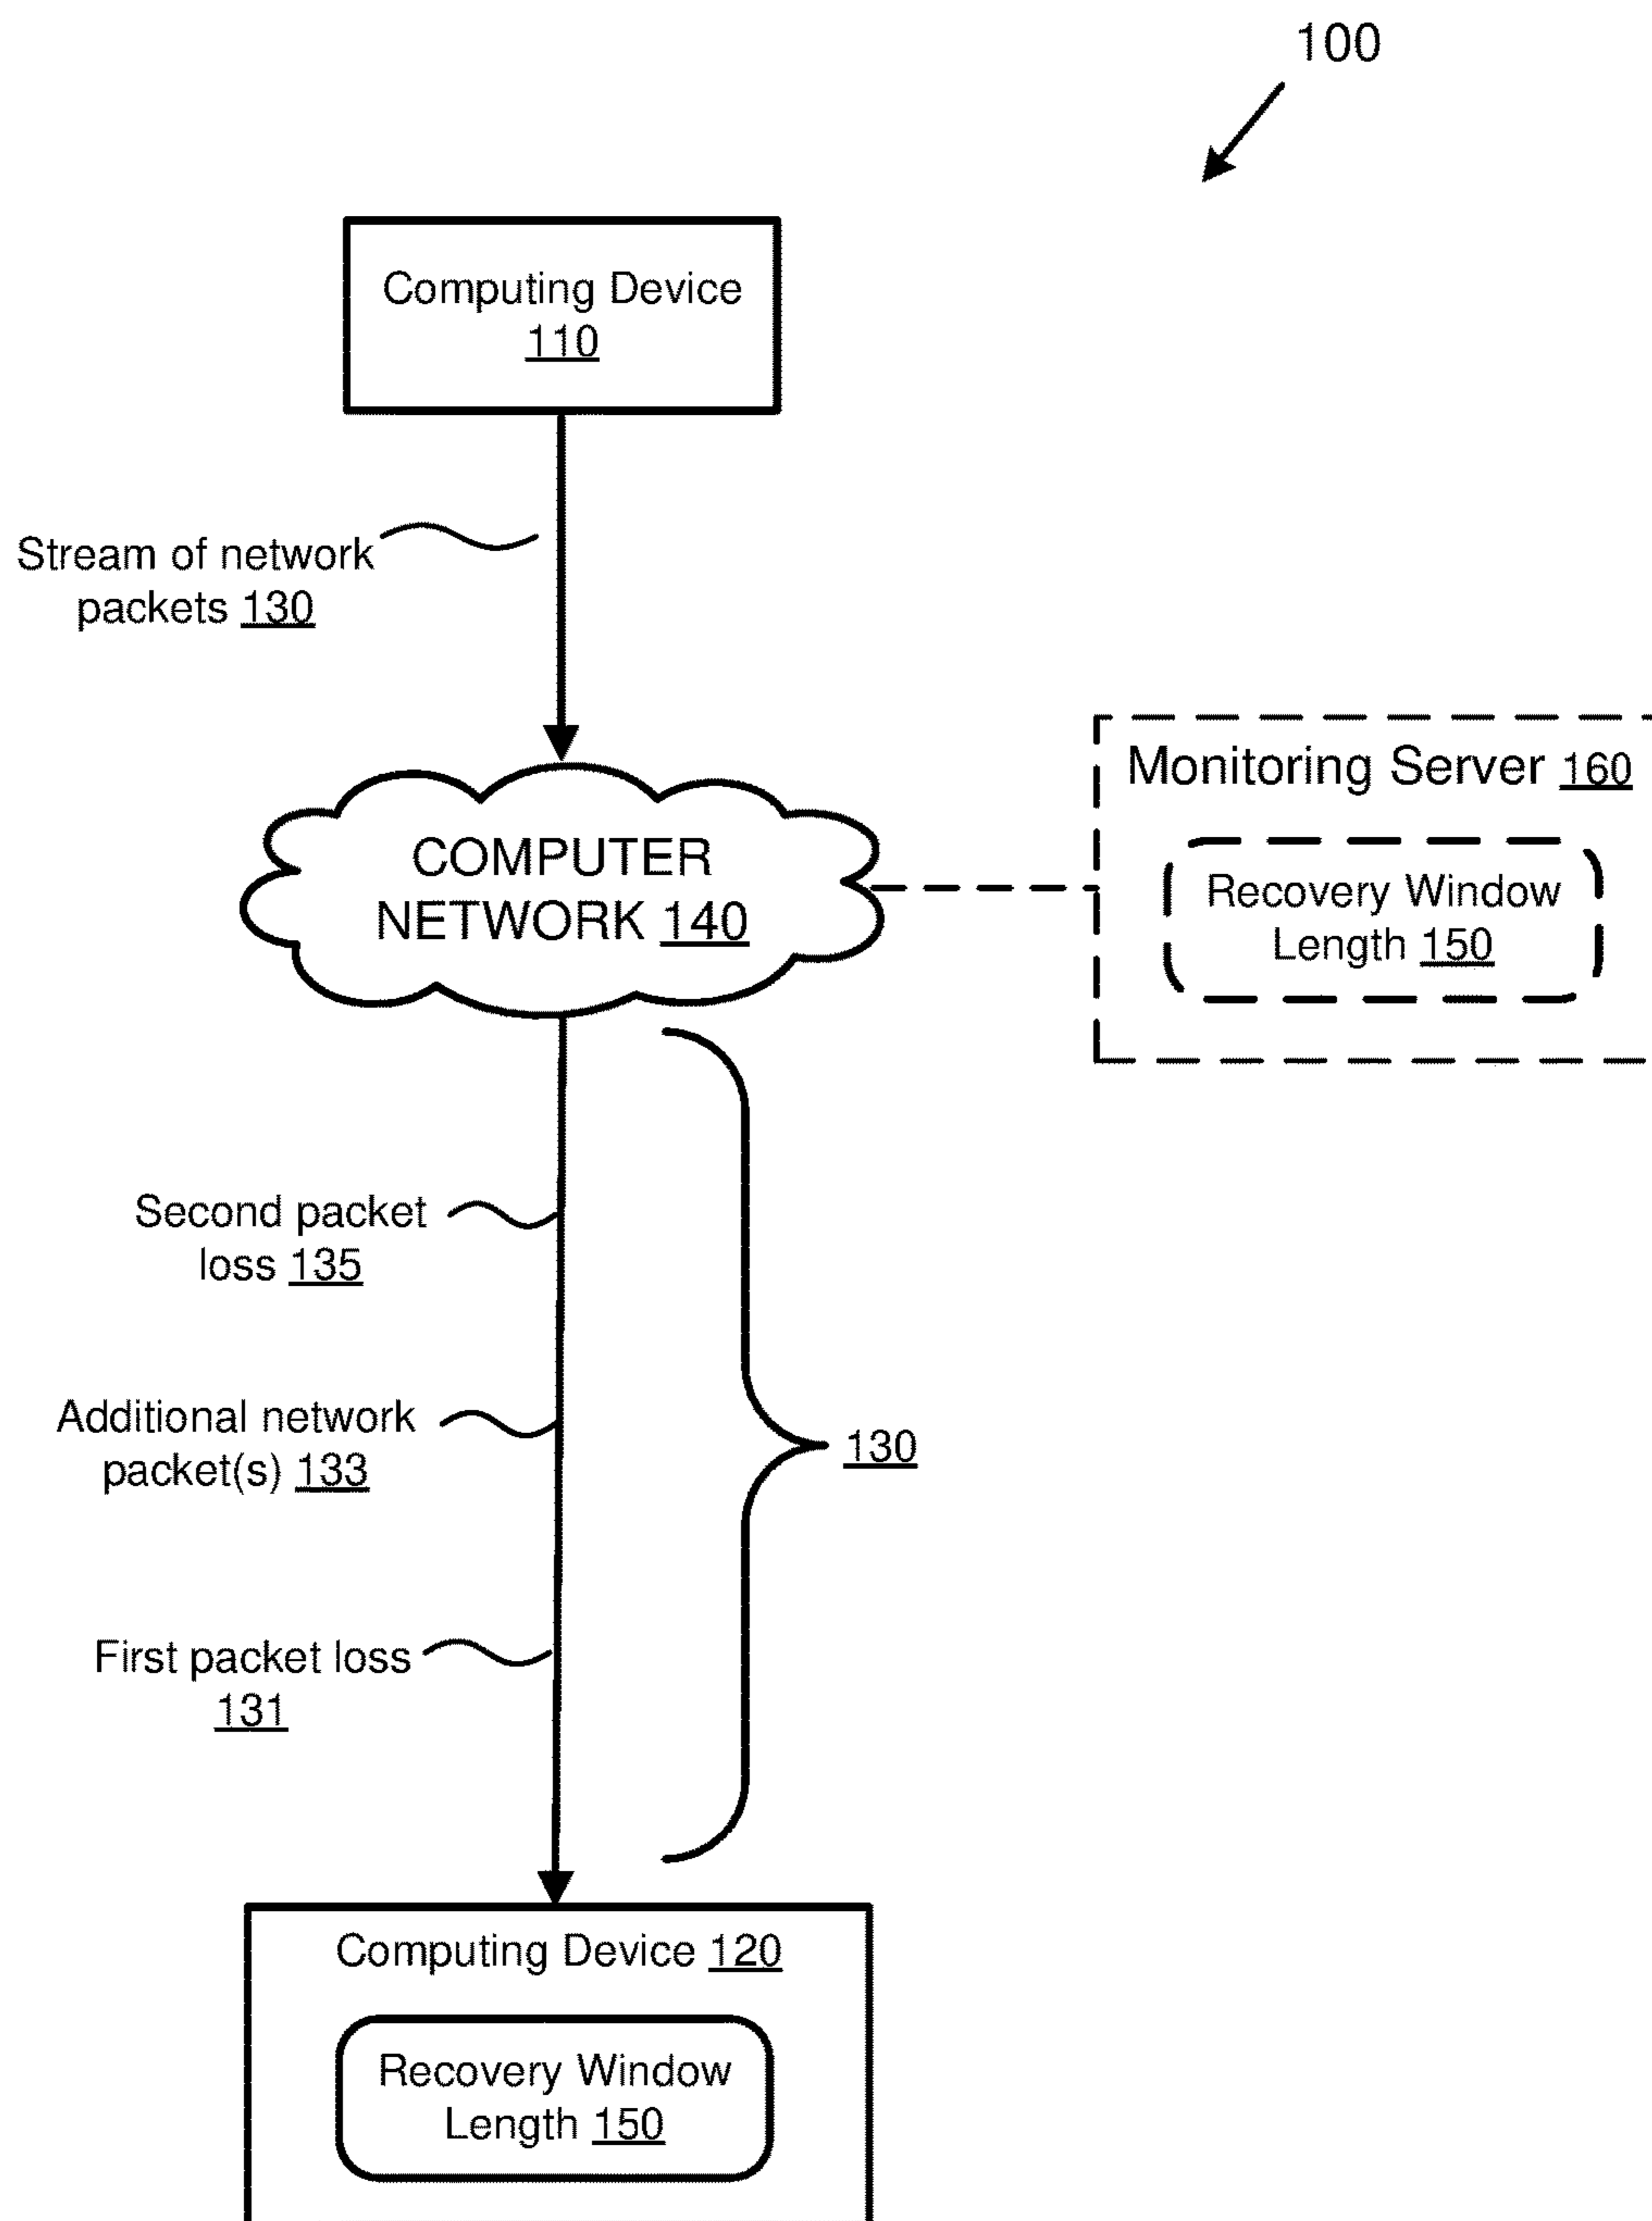 100
Computing Device
110
Stream of network
packets 130
COMPUTER
NETWORK 140
Monitoring Server 160
Recovery Window
Length 150
Second packet
loss 135
Additional network
packet(s) 133
130
First packet loss
131
Computing Device 120
Recovery Window
Length 150